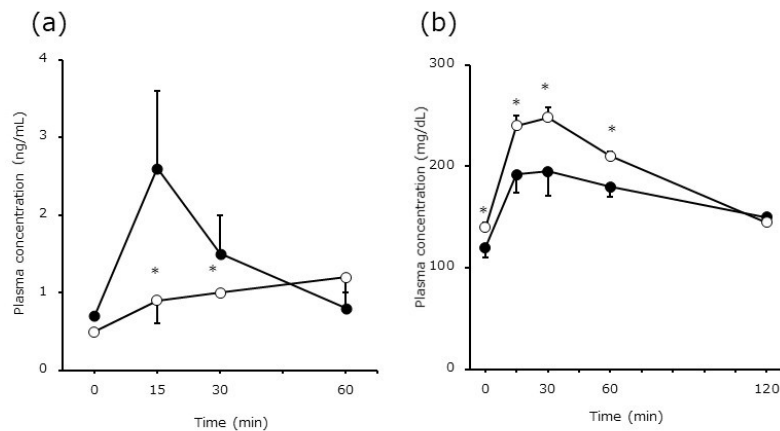 (a)
Plasma concentration (ng/mL)
4
3
2
1
0
*
*
0 15 30 60
Time (min)
(b)
Plasma concentration (mg/dL)
300
200
100
0
*
*
*
*
0 30 60 120
Time (min)